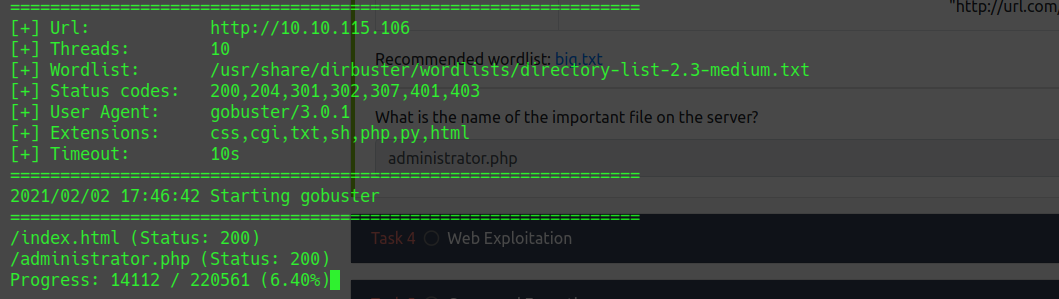 ===============================================================
[+] Url:            http://10.10.115.106
[+] Threads:        10
[+] Wordlist:       /usr/share/dirbuster/wordlists/directory-list-2.3-medium.txt
[+] Status codes:   200,204,301,302,307,401,403
[+] User Agent:     gobuster/3.0.1
[+] Extensions:     css,cgi,txt,sh,php,py,html
[+] Timeout:        10s
===============================================================
2021/02/02 17:46:42 Starting gobuster
===============================================================
/index.html (Status: 200)
/administrator.php (Status: 200)
Progress: 14112 / 220561 (6.40%)
"http://url.com/
Recommended wordlist: big.txt
What is the name of the important file on the server?
administrator.php
Task 4 Web Exploitation